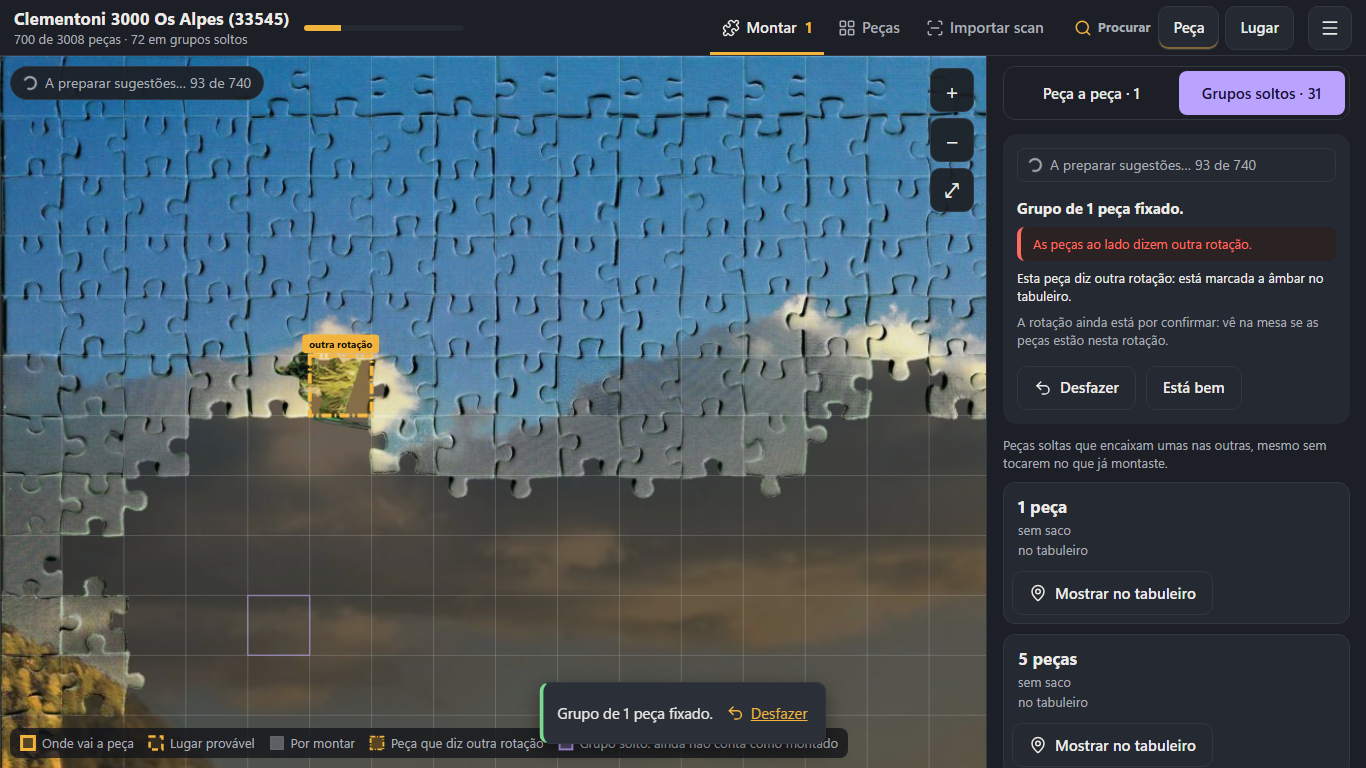 Clementoni 3000 Os Alpes (33545)
700 de 3008 peças · 72 em grupos soltos
Montar 1
Peças
Importar scan
Procurar
Peça
Lugar
A preparar sugestões... 93 de 740
outra rotação
Peça a peça · 1
Grupos soltos · 31
A preparar sugestões... 93 de 740
Grupo de 1 peça fixado.
As peças ao lado dizem outra rotação.
Esta peça diz outra rotação: está marcada a âmbar no
tabuleiro.
A rotação ainda está por confirmar: vê na mesa se as
peças estão nesta rotação.
Desfazer
Está bem
Peças soltas que encaixam umas nas outras, mesmo sem
tocarem no que já montaste.
1 peça
sem saco
no tabuleiro
Mostrar no tabuleiro
5 peças
sem saco
no tabuleiro
Mostrar no tabuleiro
Grupo de 1 peça fixado.
Desfazer
Onde vai a peça
Lugar provável
Por montar
Peça que diz outra rotação
Grupo solto: ainda não conta como montado